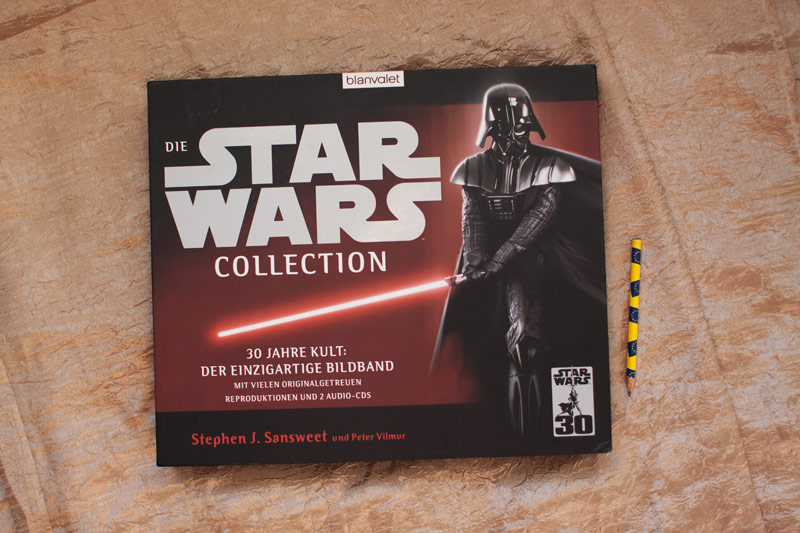 blanvalet
DIE
STAR
WARS
COLLECTION
30 JAHRE KULT:
DER EINZIGARTIGE BILDBAND
MIT VIELEN ORIGINALGETREUEN
REPRODUKTIONEN UND 2 AUDIO-CDS
STAR
WARS
30
Stephen J. Sansweet und Peter Vilmur